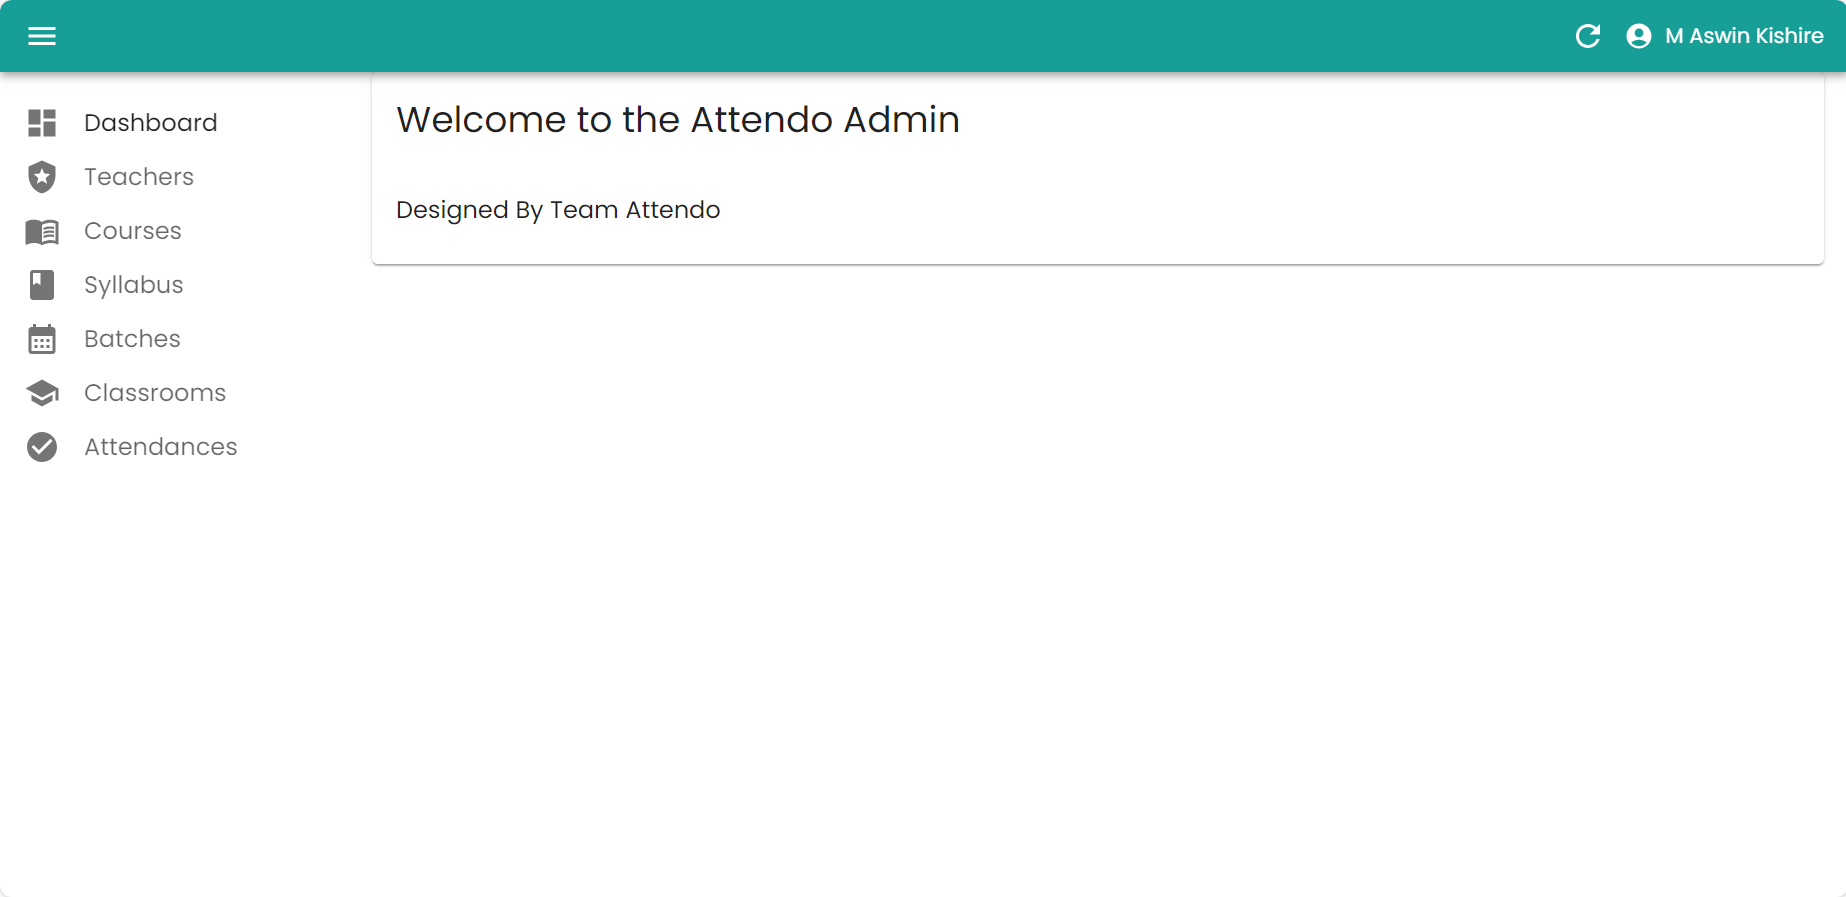 M Aswin Kishire
Dashboard
Teachers
Courses
Syllabus
Batches
Classrooms
Attendances
Welcome to the Attendo Admin
Designed By Team Attendo